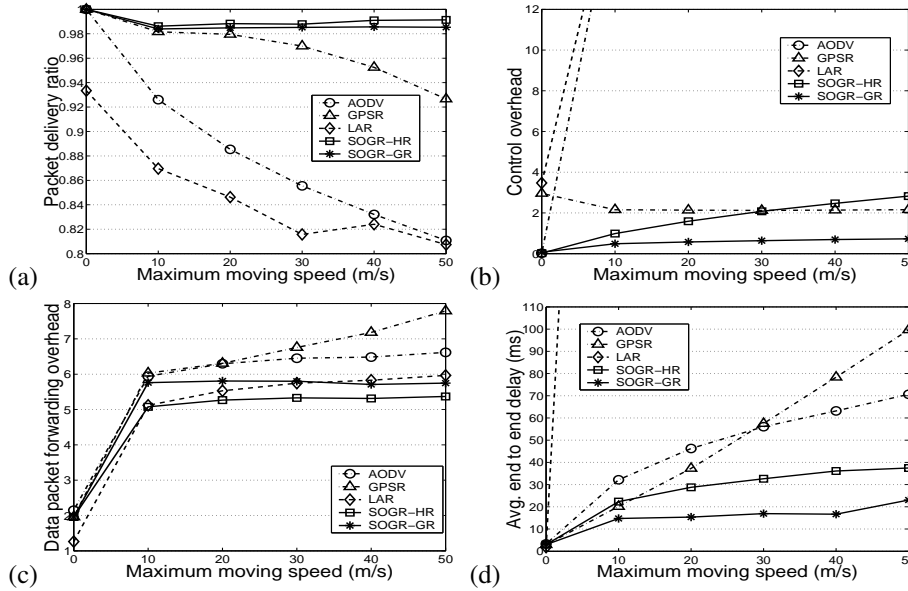 1
0.98
0.96
0.94
0.92
0.9
0.88
0.86
0.84
0.82
0.8
Packet delivery ratio
AODV
GPSR
LAR
SOGR−HR
SOGR−GR
0 10 20 30 40 50
(a) Maximum moving speed (m/s)
12
10
8
6
4
2
0
Control overhead
AODV
GPSR
LAR
SOGR−HR
SOGR−GR
0 10 20 30 40 50
(b) Maximum moving speed (m/s)
8
7
6
5
4
3
2
1
Data packet forwarding overhead
AODV
GPSR
LAR
SOGR−HR
SOGR−GR
0 10 20 30 40 50
(c) Maximum moving speed (m/s)
110
100
90
80
70
60
50
40
30
20
10
0
Avg. end to end delay (ms)
AODV
GPSR
LAR
SOGR−HR
SOGR−GR
0 10 20 30 40 50
(d) Maximum moving speed (m/s)